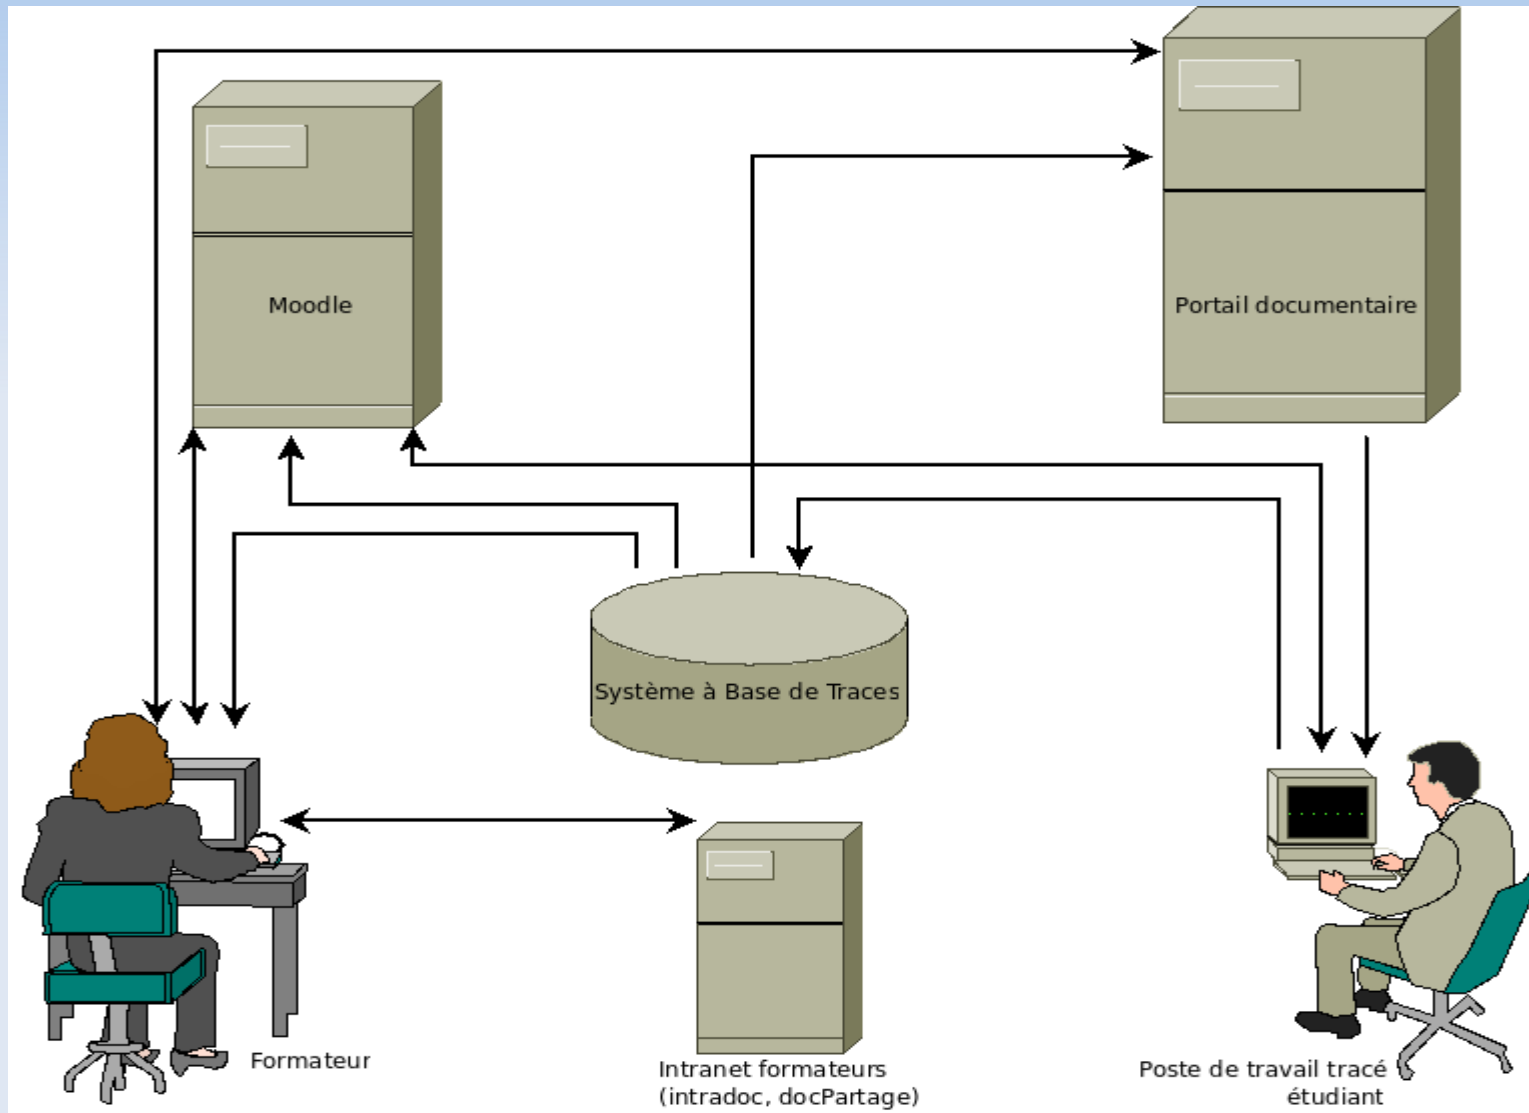 Moodle
Portail documentaire
Système à Base de Traces
Formateur
Intranet formateurs
(intradoc, docPartage)
Poste de travail tracé
étudiant